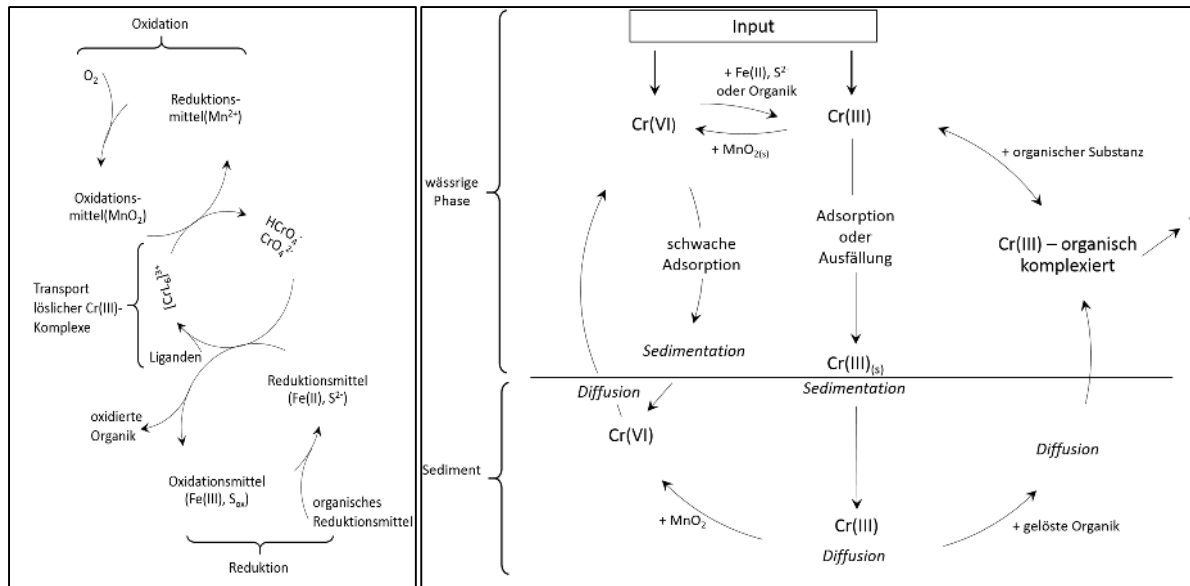 Oxidation
O₂
Reduktions-
mittel(Mn²⁺)
Oxidations-
mittel(MnO₂)
HCrO₄⁻
CrO₄²⁻
[CrL₆]³⁺
Transport
löslicher Cr(III)-
Komplexe
Liganden
Reduktionsmittel
(Fe(II), S²⁻)
oxidierte
Organik
Oxidationsmittel
(Fe(III), Sₒₓ)
organisches
Reduktionsmittel
Reduktion
Input
+ Fe(II), S²⁻
oder Organik
Cr(VI)
Cr(III)
+ MnO₂₍ₛ₎
+ organischer Substanz
wässrige
Phase
schwache
Adsorption
Adsorption
oder
Ausfällung
Cr(III) – organisch
komplexiert
Sedimentation
Cr(III)₍ₛ₎
Diffusion
Sedimentation
Cr(VI)
Sediment
Diffusion
+ MnO₂
Cr(III)
+ gelöste Organik
Diffusion